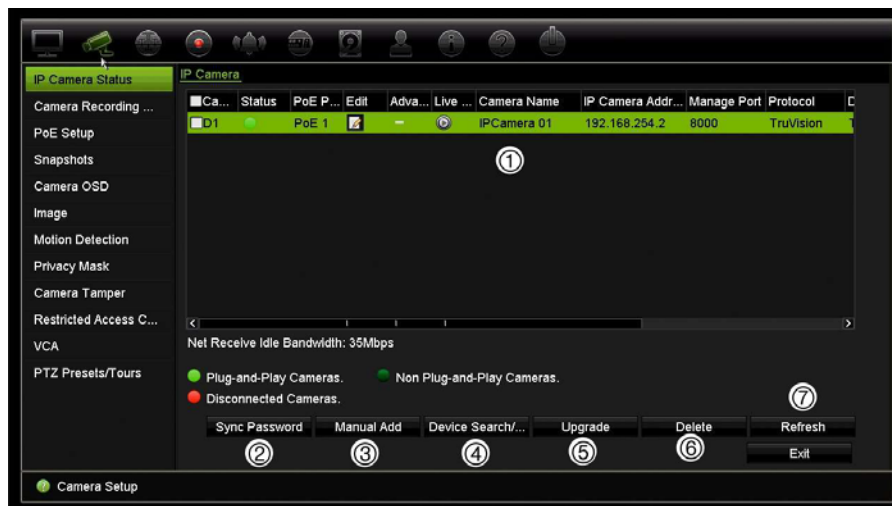 IP Camera Status
Camera Recording ...
PoE Setup
Snapshots
Camera OSD
Image
Motion Detection
Privacy Mask
Camera Tamper
Restricted Access C...
VCA
PTZ Presets/Tours
IP Camera
Ca... Status PoE P... Edit Adva... Live ... Camera Name IP Camera Addr... Manage Port Protocol
D1 PoE 1 – IPCamera 01 192.168.254.2 8000 TruVision
①
Net Receive Idle Bandwidth: 35Mbps
Plug-and-Play Cameras. Non Plug-and-Play Cameras.
Disconnected Cameras.
⑦
Sync Password Manual Add Device Search/... Upgrade Delete Refresh
② ③ ④ ⑤ ⑥
Exit
Camera Setup